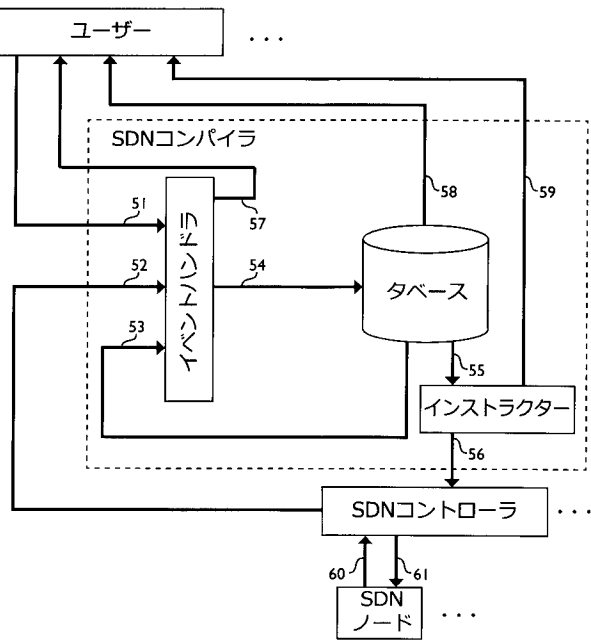 ユーザー
...
SDNコンパイラ
51
57
58
59
52
54
イベントハンドラ
タベース
53
55
インストラクター
56
SDNコントローラ
...
60
61
SDN
ノード
...